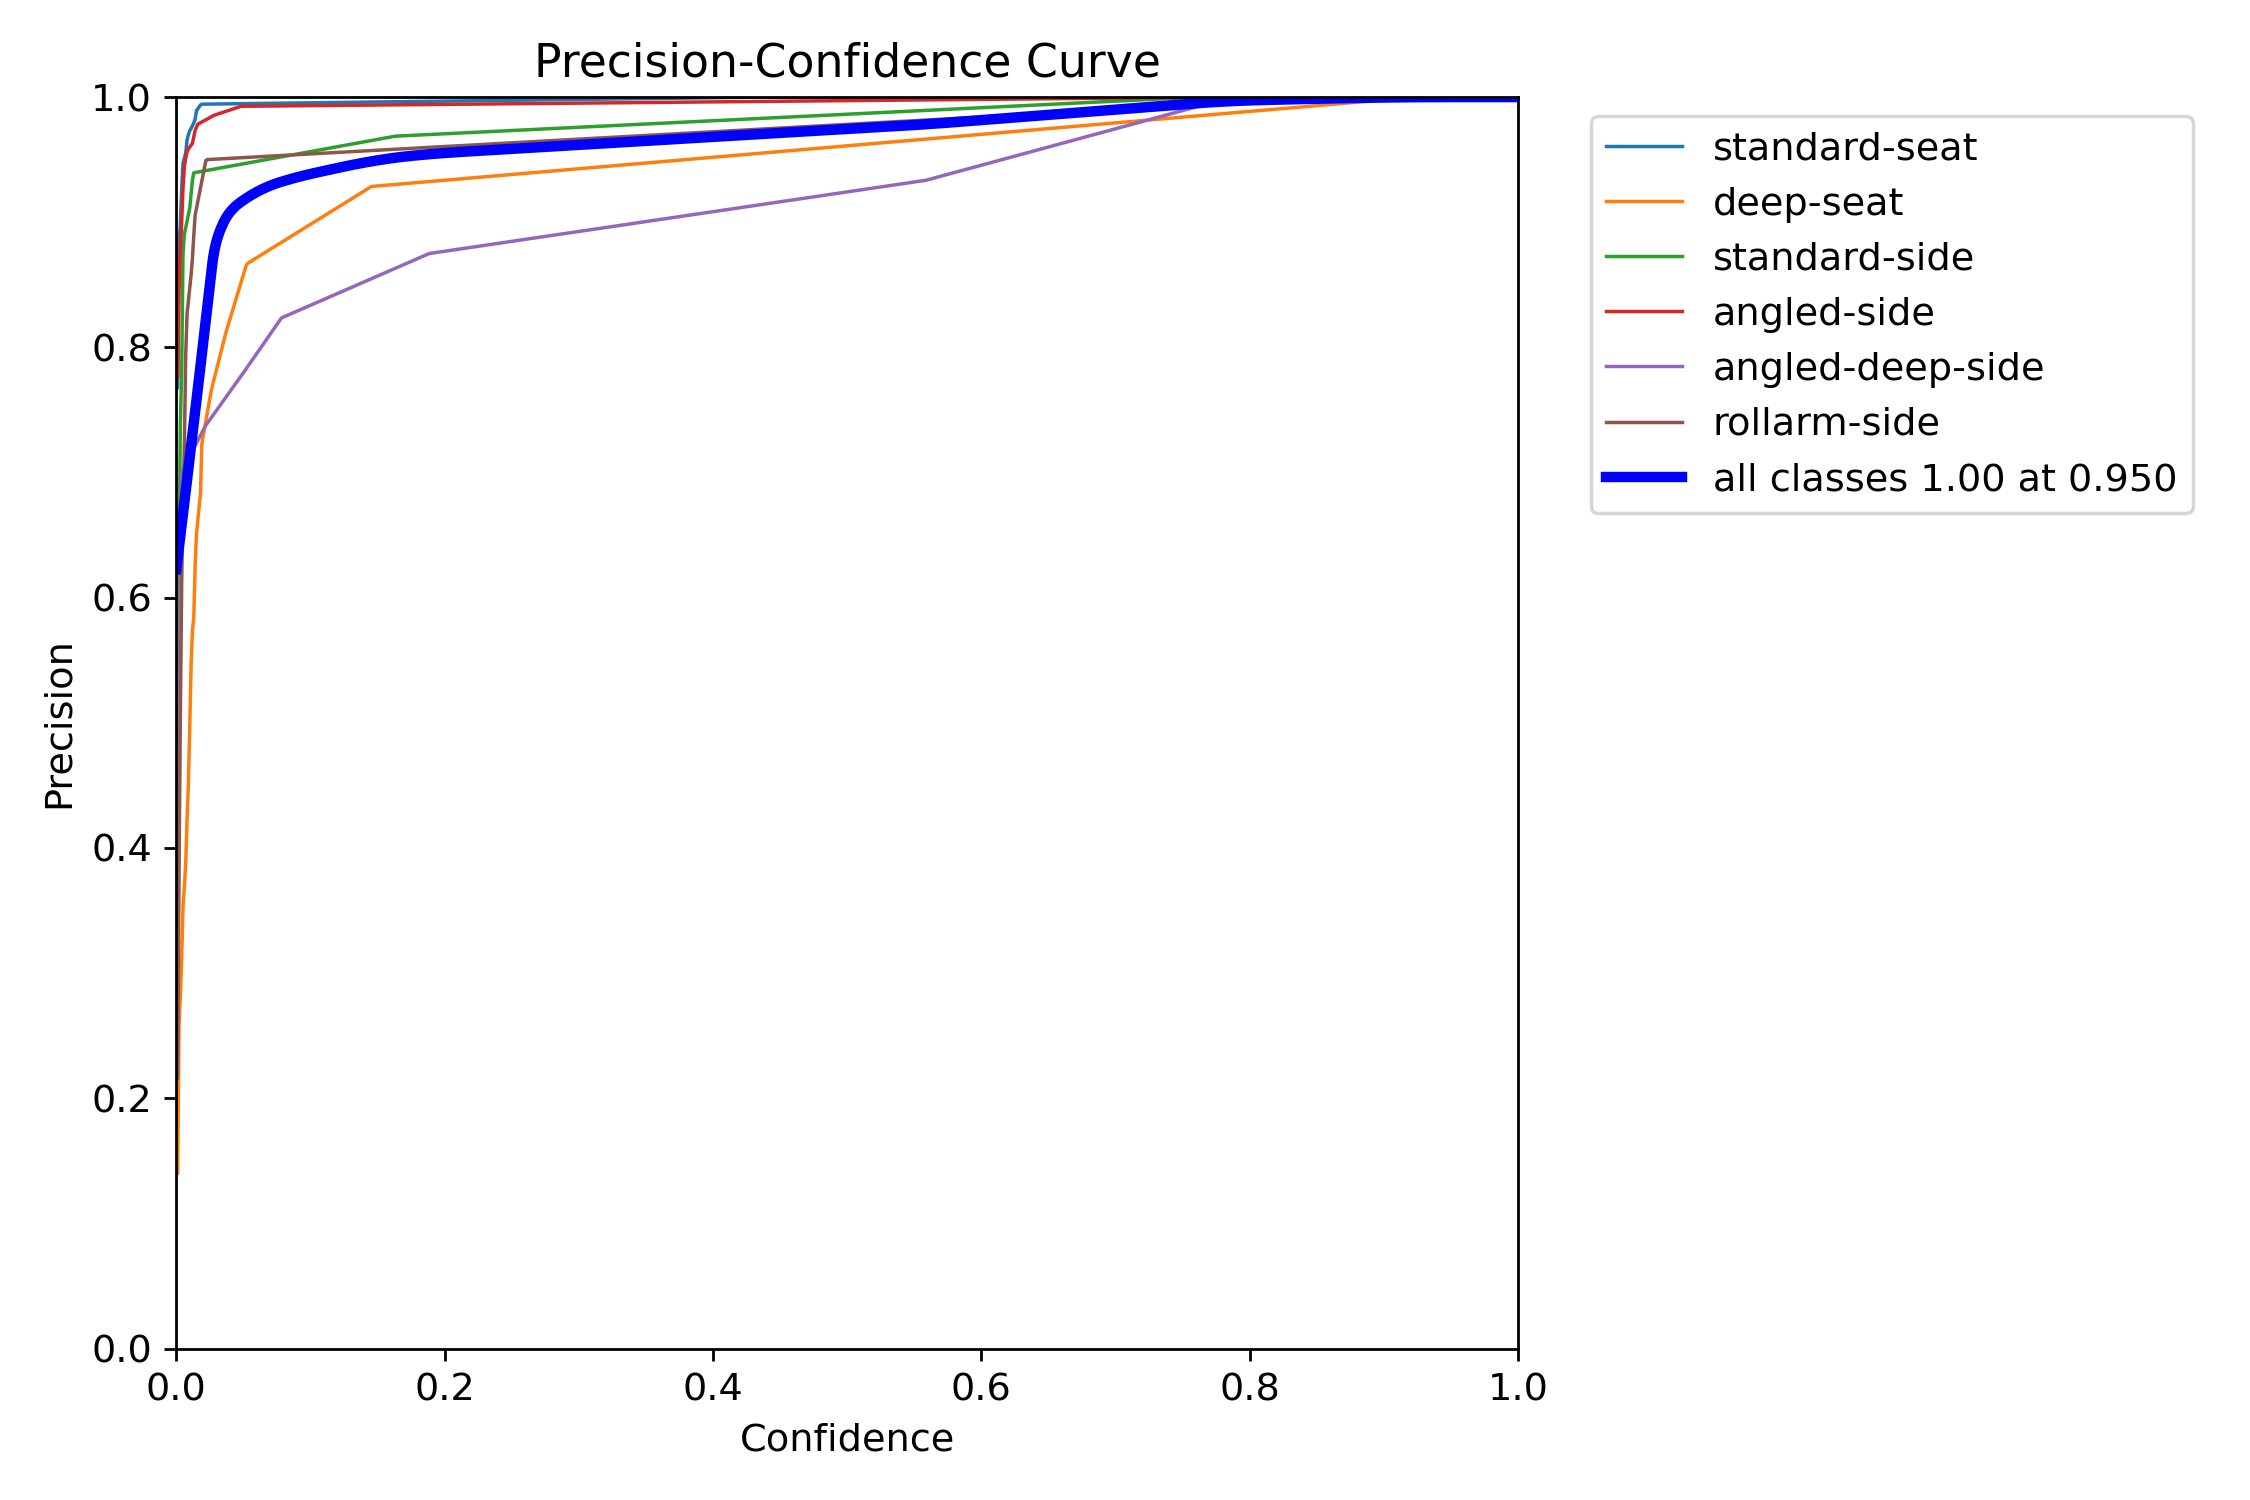 Precision-Confidence Curve
1.0
0.8
0.6
0.4
0.2
0.0
Precision
0.0 0.2 0.4 0.6 0.8 1.0
Confidence
standard-seat
deep-seat
standard-side
angled-side
angled-deep-side
rollarm-side
all classes 1.00 at 0.950